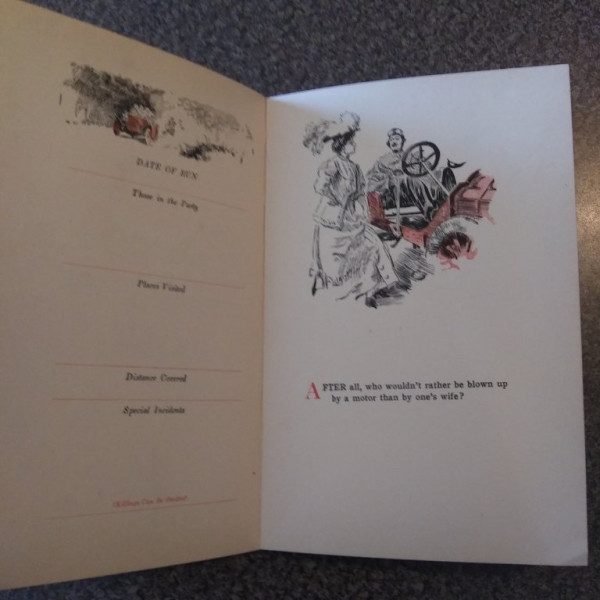 DATE OF RUN
Those in the Party
Places Visited
Distance Covered
Special Incidents
AFTER all, who wouldn't rather be blown up
by a motor than by one's wife?